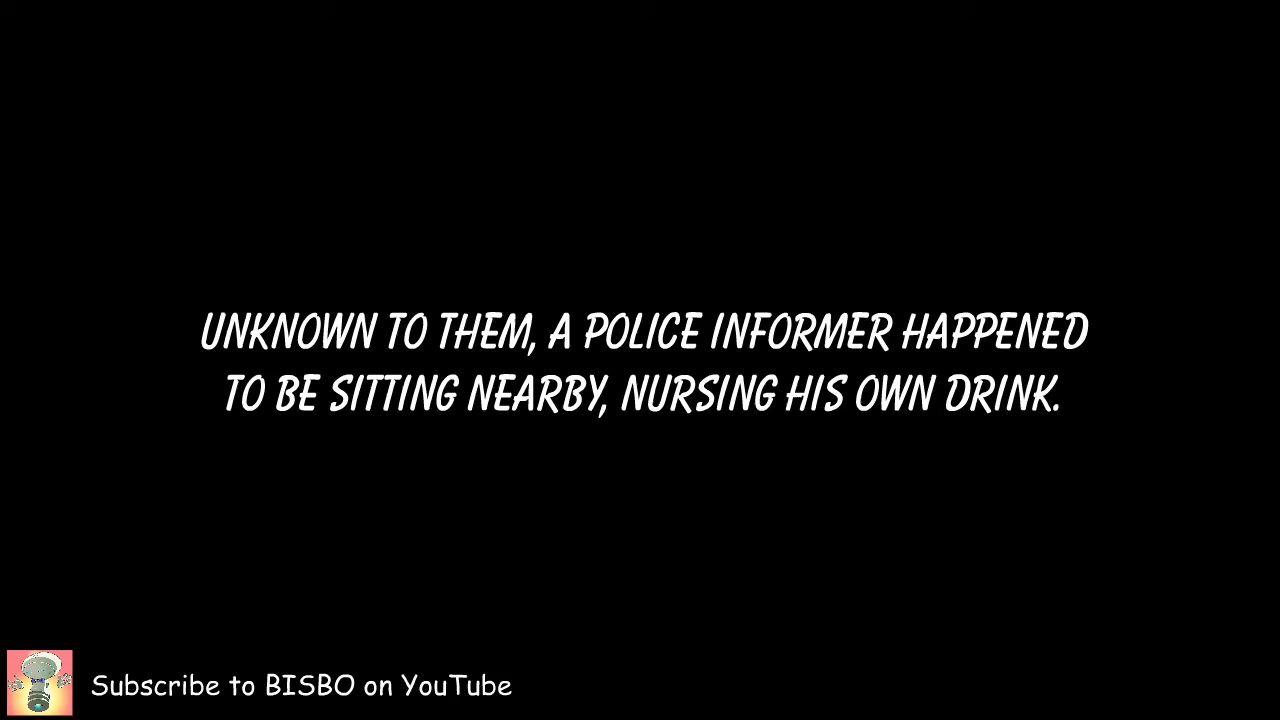 UNKNOWN TO THEM, A POLICE INFORMER HAPPENED
TO BE SITTING NEARBY, NURSING HIS OWN DRINK.
Subscribe to BISBO on YouTube